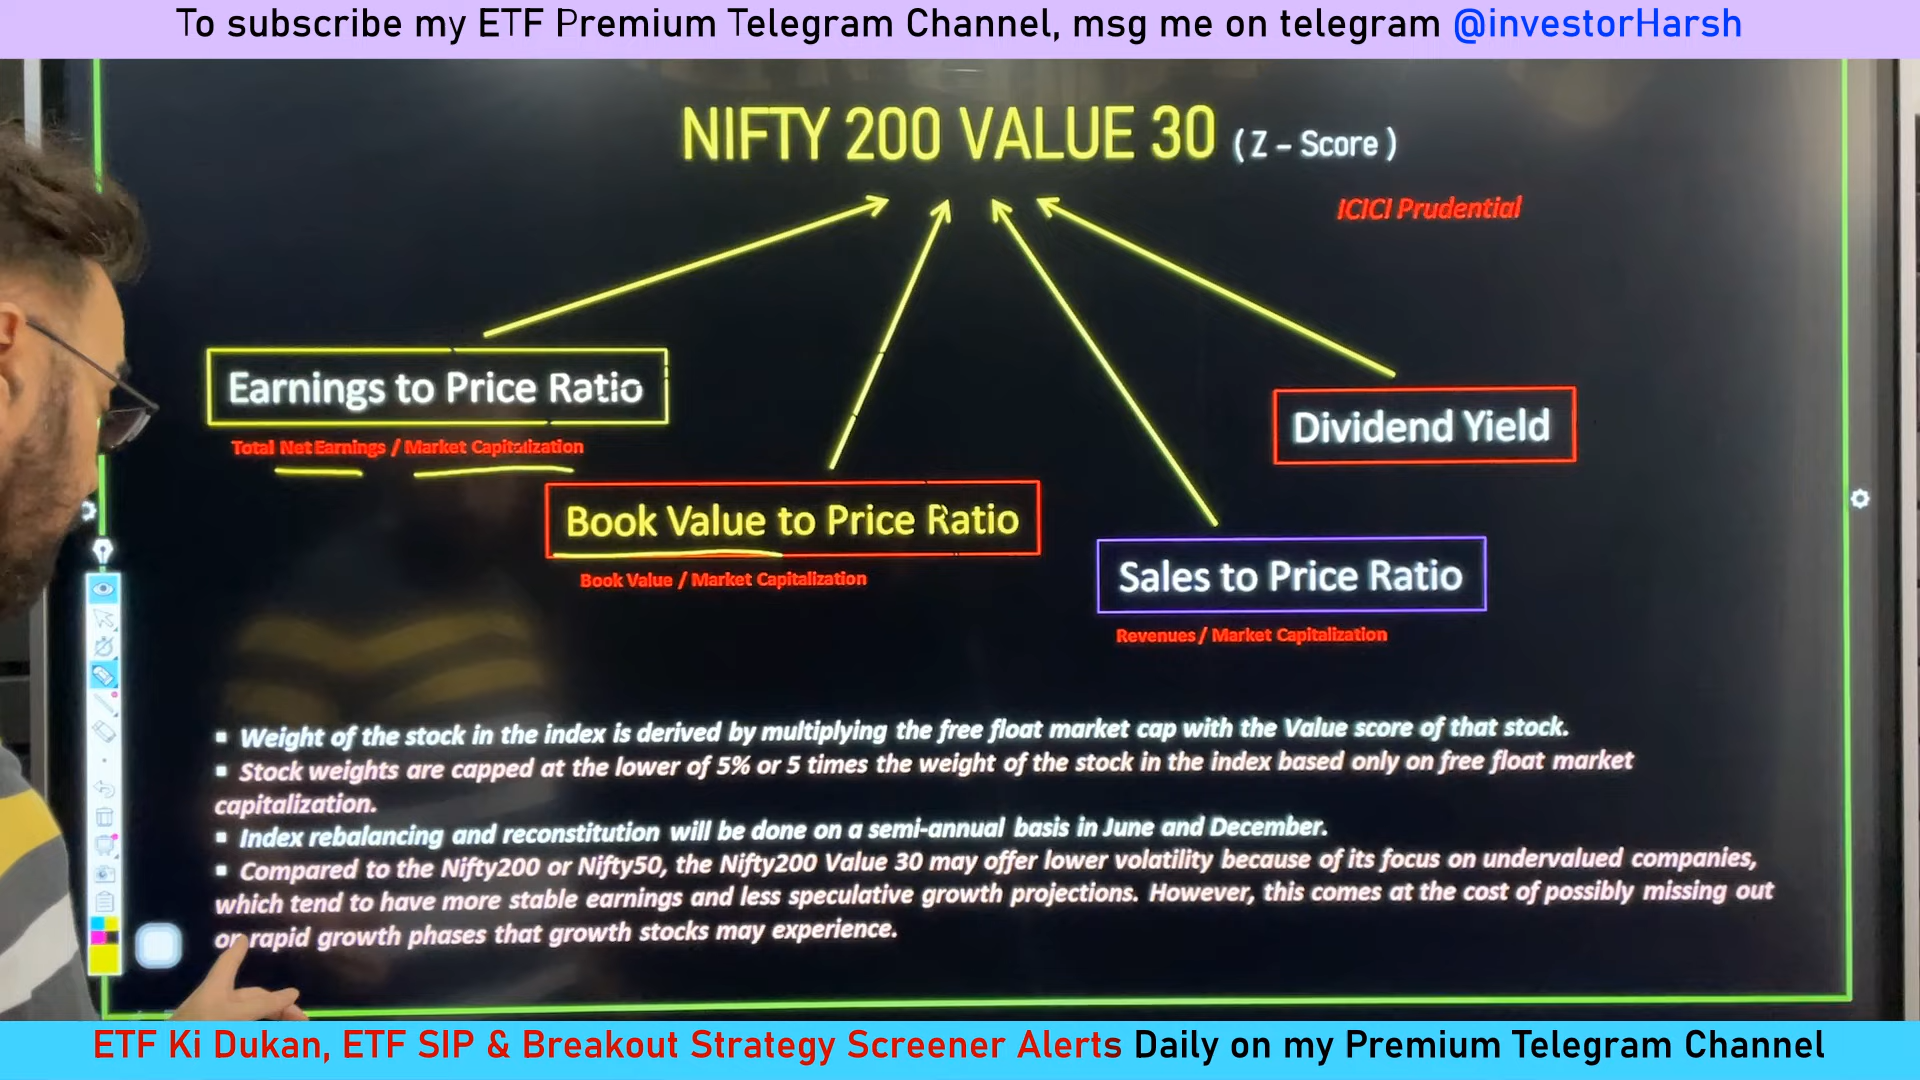 To subscribe my ETF Premium Telegram Channel, msg me on telegram @investorHarsh
NIFTY 200 VALUE 30 ( Z – Score )
ICICI Prudential
Earnings to Price Ratio
Total Net Earnings / Market Capitalization
Dividend Yield
Book Value to Price Ratio
Book Value / Market Capitalization
Sales to Price Ratio
Revenues / Market Capitalization
▪ Weight of the stock in the index is derived by multiplying the free float market cap with the Value score of that stock.
▪ Stock weights are capped at the lower of 5% or 5 times the weight of the stock in the index based only on free float market
capitalization.
▪ Index rebalancing and reconstitution will be done on a semi-annual basis in June and December.
▪ Compared to the Nifty200 or Nifty50, the Nifty200 Value 30 may offer lower volatility because of its focus on undervalued companies,
which tend to have more stable earnings and less speculative growth projections. However, this comes at the cost of possibly missing out
on rapid growth phases that growth stocks may experience.
ETF Ki Dukan, ETF SIP & Breakout Strategy Screener Alerts Daily on my Premium Telegram Channel